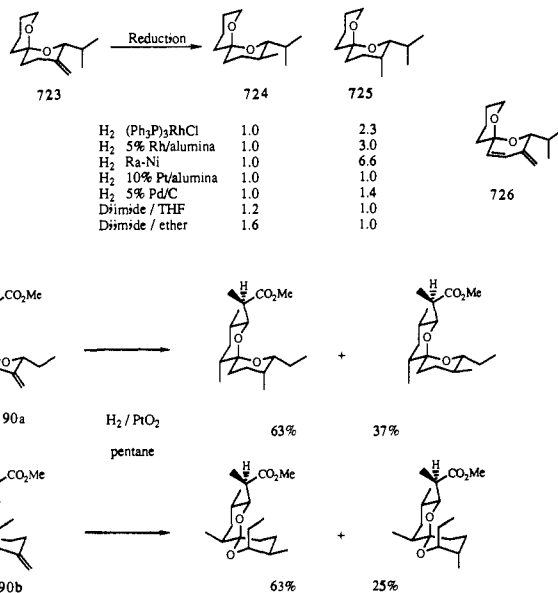 Reduction
723 724 725
H2 (Ph3P)3RhCl 1.0 2.3
H2 5% Rh/alumina 1.0 3.0
H2 Ra-Ni 1.0 6.6
H2 10% Pt/alumina 1.0 1.0
H2 5% Pd/C 1.0 1.4
Diimide / THF 1.2 1.0
Diimide / ether 1.6 1.0
726
O O O O O O O O
CO2Me H CO2Me H CO2Me
O O O O O
90a H2 / PtO2 63% + 37%
pentane
CO2Me H CO2Me H CO2Me
O O O O
90b 63% + 25%